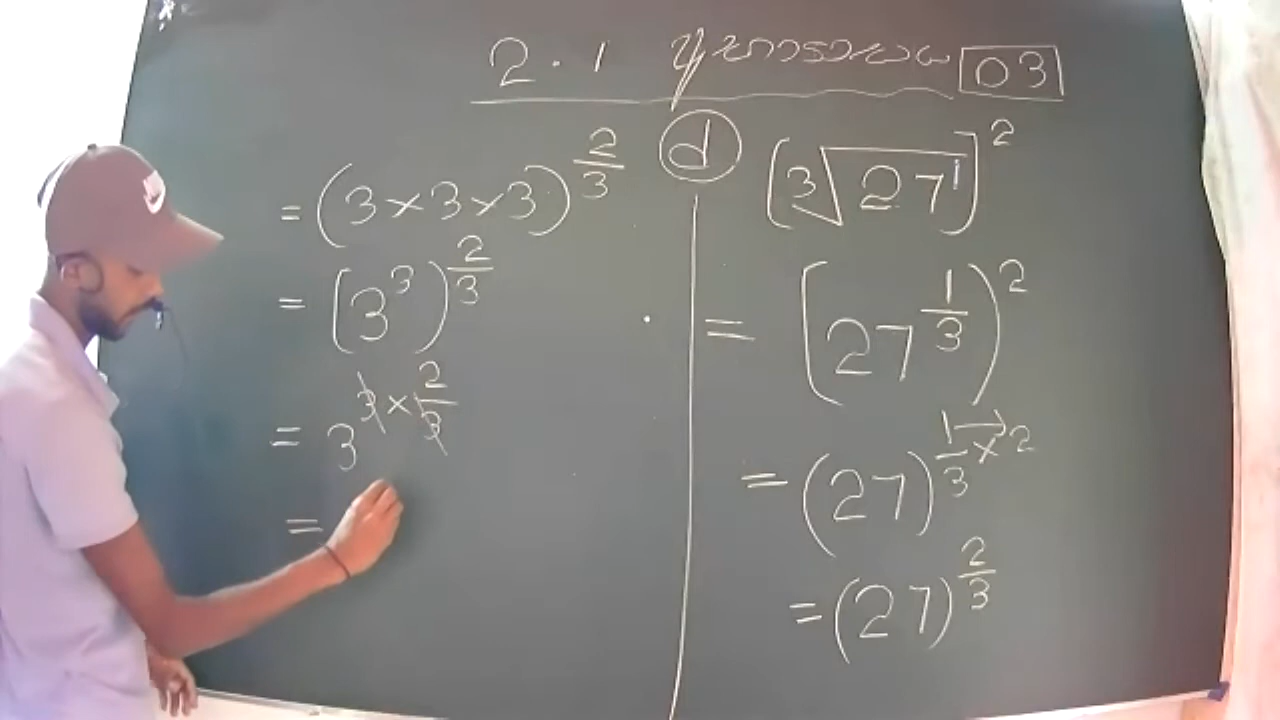 2.1 අභ්‍යාසය 03
d (∛27¹)²
= (27^(1/3))²
= (27)^(1/3 × 2)
= (27)^(2/3)
= (3×3×3)^(2/3)
= (3³)^(2/3)
= 3^(3 × 2/3)
=